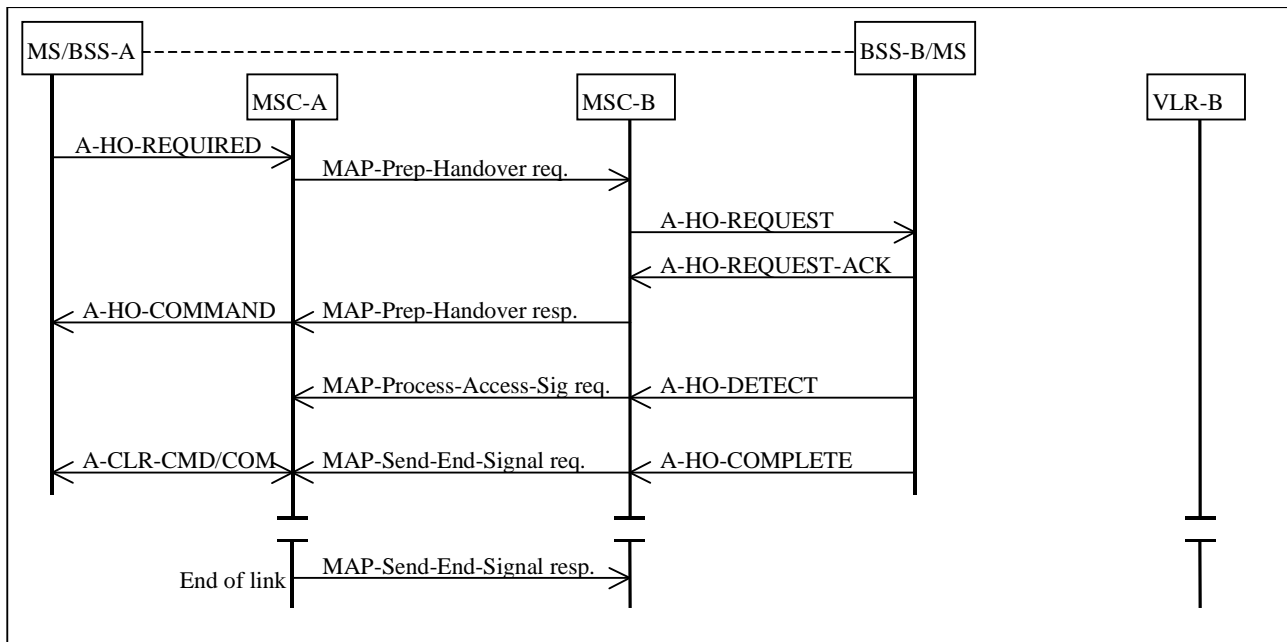 MS/BSS-A
BSS-B/MS
MSC-A
MSC-B
VLR-B
A-HO-REQUIRED
MAP-Prep-Handover req.
A-HO-REQUEST
A-HO-REQUEST-ACK
A-HO-COMMAND
MAP-Prep-Handover resp.
MAP-Process-Access-Sig req.
A-HO-DETECT
A-CLR-CMD/COM
MAP-Send-End-Signal req.
A-HO-COMPLETE
End of link
MAP-Send-End-Signal resp.